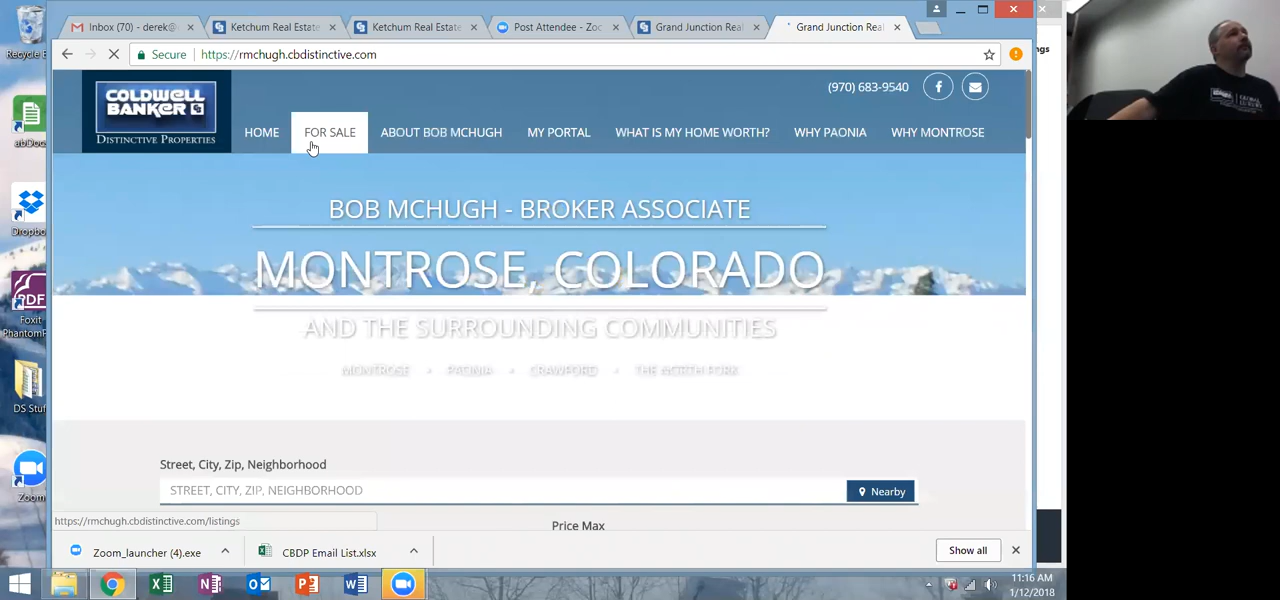 Recycle B
abDoc
Dropbo
Foxit
PhantomP
DS Stuf
Zoom
Inbox (70) - derek@
Ketchum Real Estate
Ketchum Real Estate
Post Attendee - Zoo
Grand Junction Real
Grand Junction Real
Secure
https://rmchugh.cbdistinctive.com
COLDWELL
BANKER
DISTINCTIVE PROPERTIES
(970) 683-9540
HOME
FOR SALE
ABOUT BOB MCHUGH
MY PORTAL
WHAT IS MY HOME WORTH?
WHY PAONIA
WHY MONTROSE
BOB MCHUGH - BROKER ASSOCIATE
MONTROSE, COLORADO
AND THE SURROUNDING COMMUNITIES
MONTROSE • PAONIA • CRAWFORD • THE NORTH FORK
Street, City, Zip, Neighborhood
STREET, CITY, ZIP, NEIGHBORHOOD
Nearby
Price Max
https://rmchugh.cbdistinctive.com/listings
Zoom_launcher (4).exe
CBDP Email List.xlsx
Show all
11:16 AM
1/12/2018
ngs